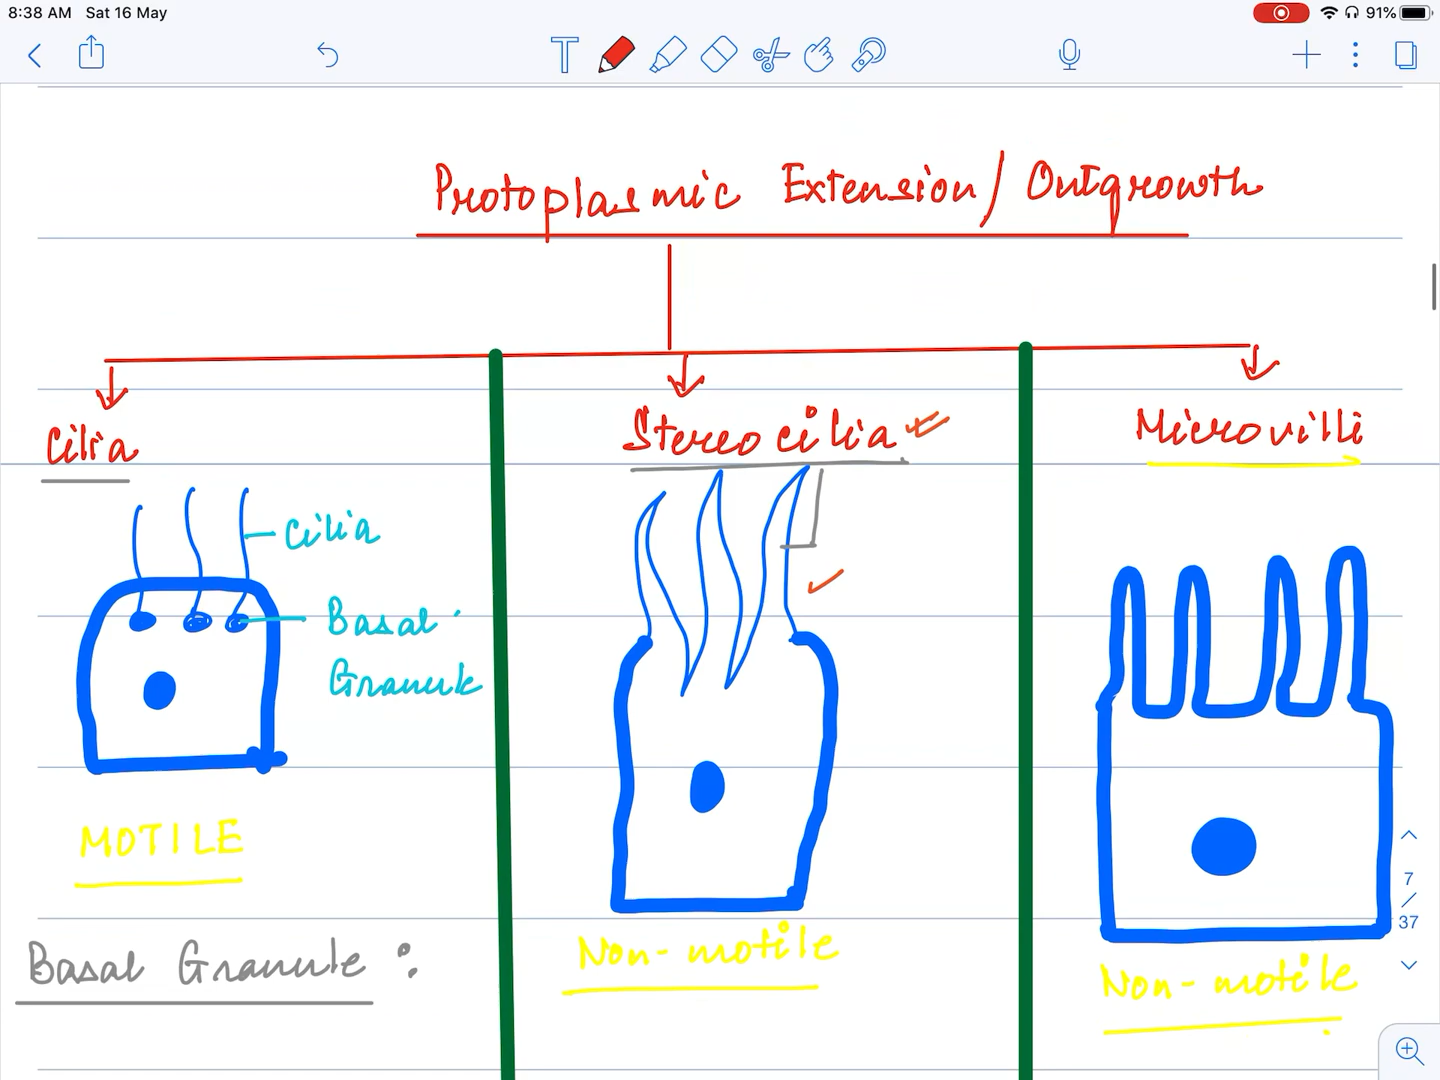 8:38 AM Sat 16 May
91%
Protoplasmic Extension/Outgrowth
Cilia
Stereocilia
Microvilli
Cilia
Basal
Granule
MOTILE
Non-motile
Non-motile
Basal Granule :
7
/
37